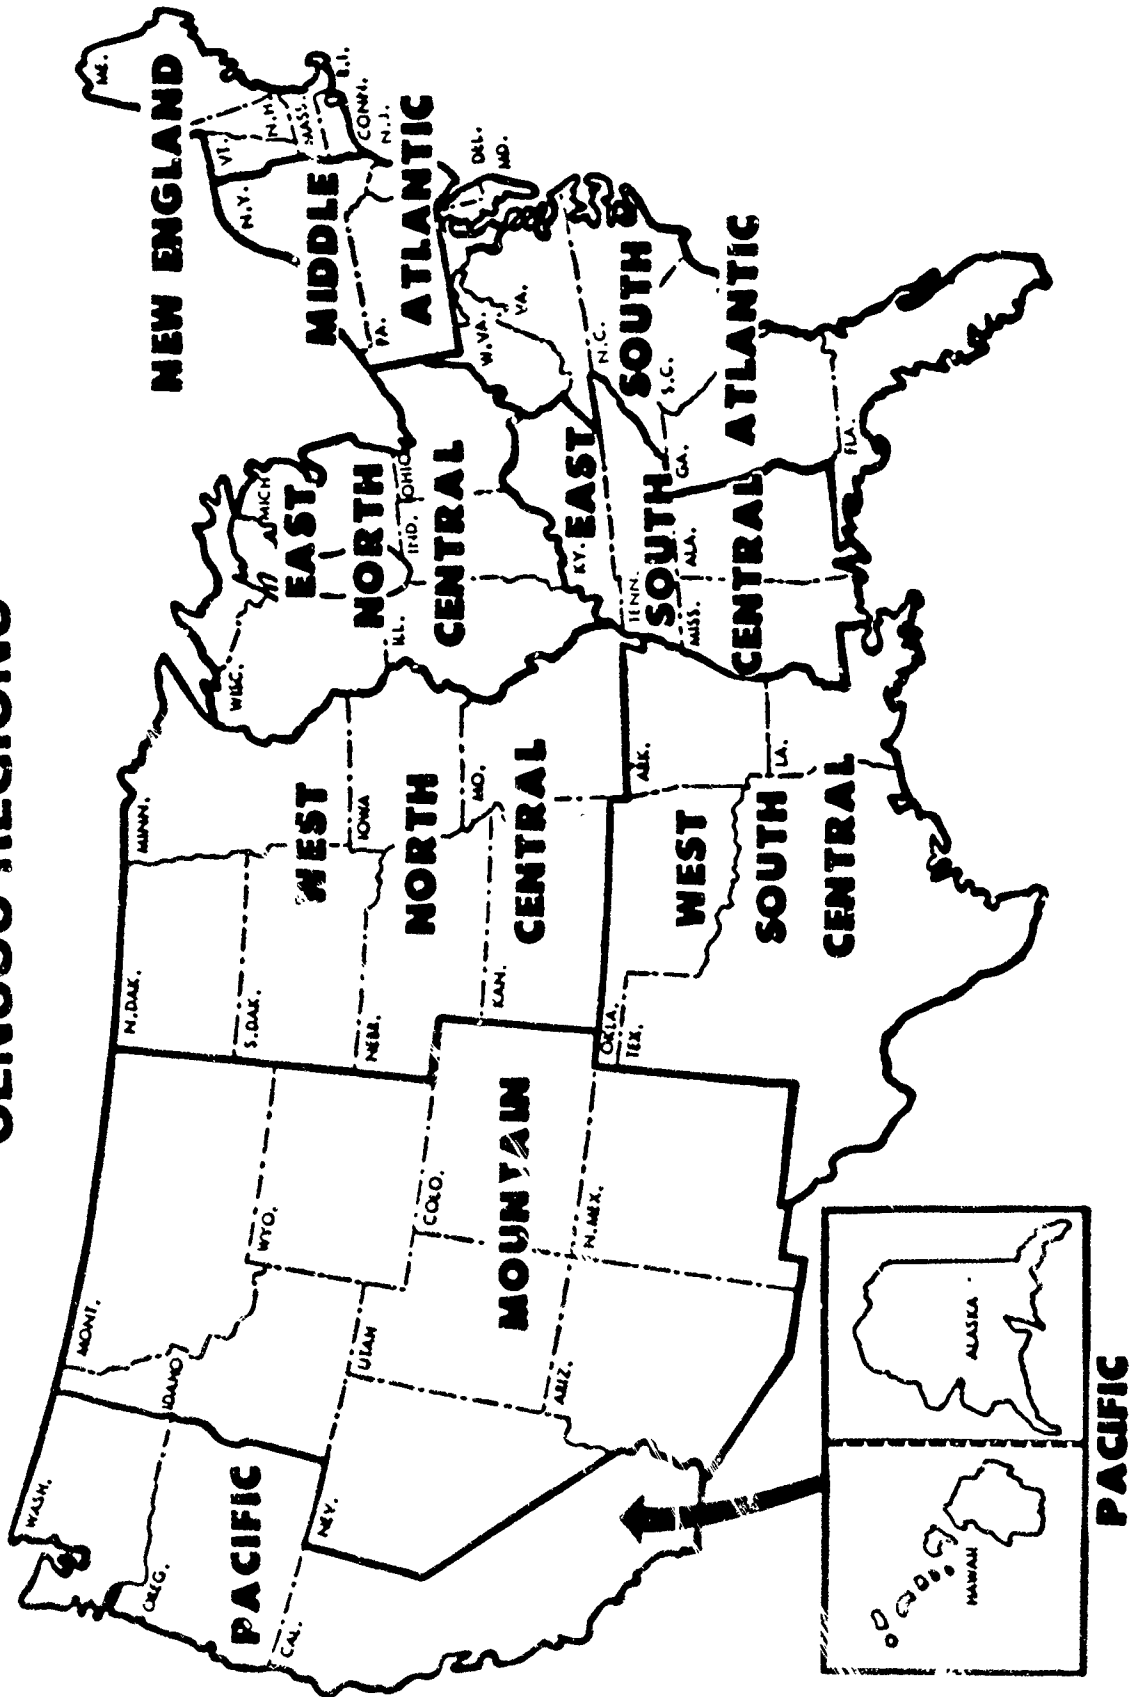 CENSUS REGIONS
NEW ENGLAND
ME.
VT.
N.H.
MASS.
R.I.
CONN.
N.J.
N.Y.
PA.
MIDDLE
ATLANTIC
DEL.
MD.
W.VA.
VA.
N.C.
S.C.
GA.
FLA.
SOUTH
ATLANTIC
MICH
WISC.
ILL.
IND.
OHIO
EAST
NORTH
CENTRAL
KY.
TENN.
MISS.
ALA.
EAST
SOUTH
CENTRAL
MINN.
IOWA
MO.
N.DAK.
S.DAK.
NEBR.
KAN.
WEST
NORTH
CENTRAL
ARK.
LA.
OKLA.
TEX.
WEST
SOUTH
CENTRAL
MONT.
IDAHO
WYO.
COLO.
UTAH
NEV.
ARIZ.
N.MEX.
MOUNTAIN
WASH.
OREG.
CAL.
PACIFIC
HAWAII
ALASKA
PACIFIC